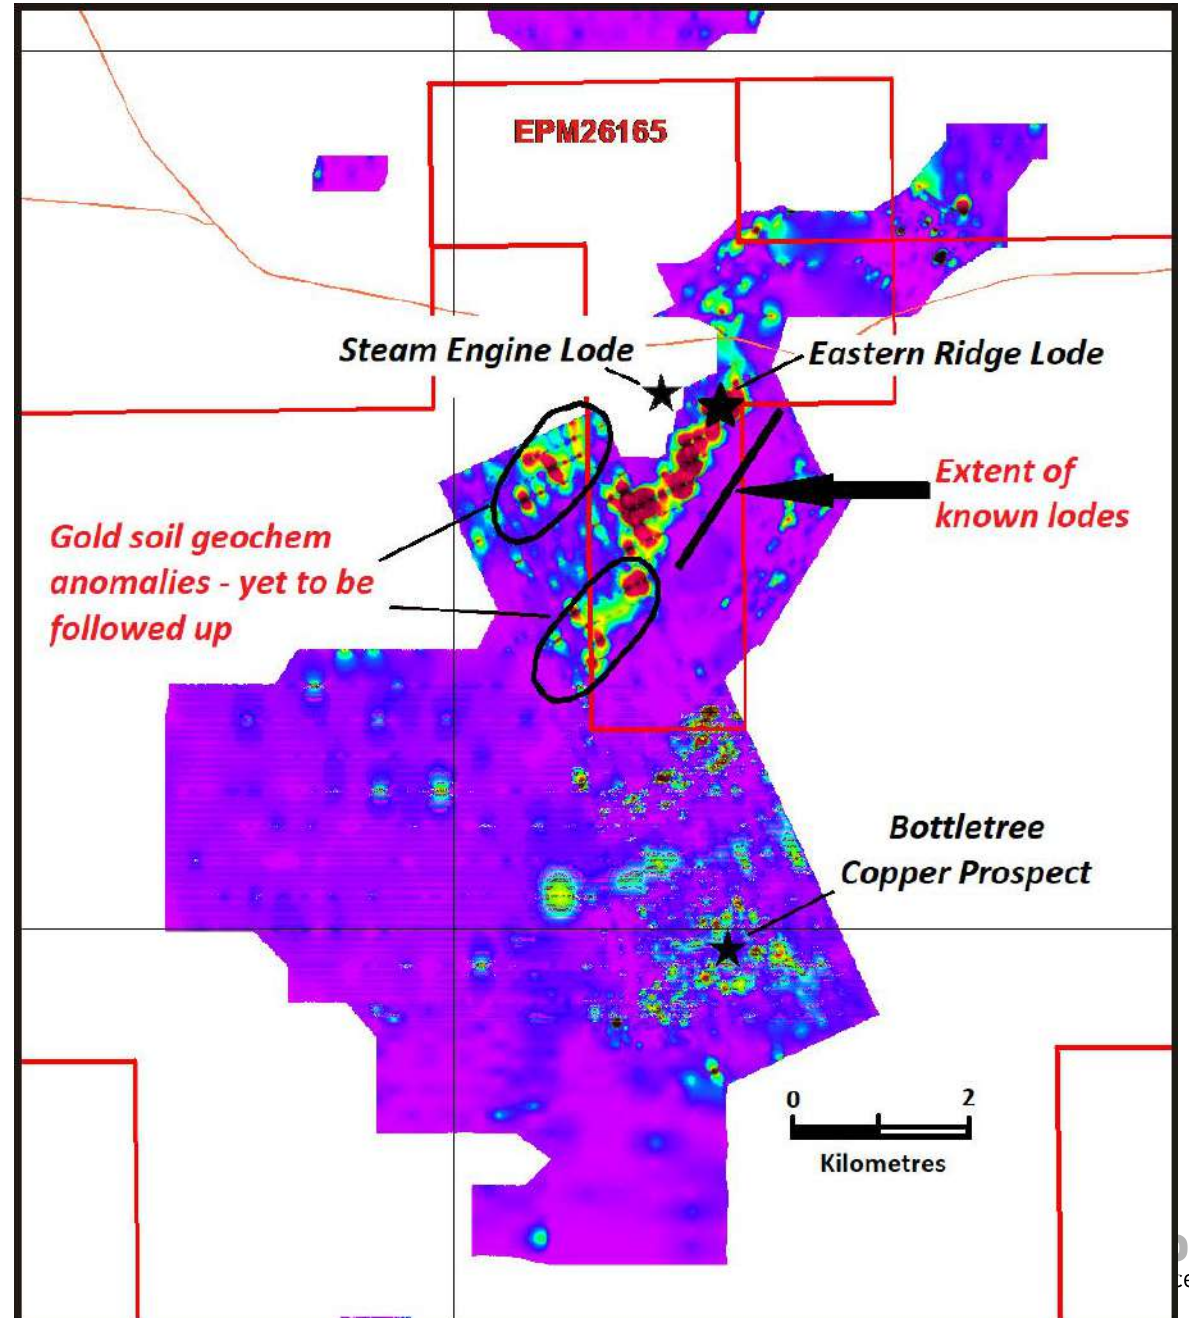 EPM26165
Steam Engine Lode
Eastern Ridge Lode
Extent of
known lodes
Gold soil geochem
anomalies - yet to be
followed up
Bottletree
Copper Prospect
0 2
Kilometres